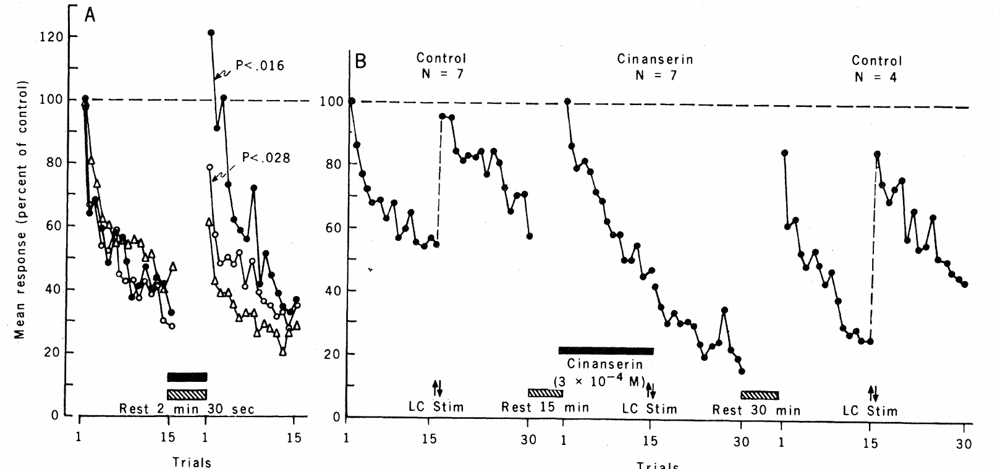 A
Mean response (percent of control)
120
100
80
60
40
20
0
P<.016
P<.028
Rest 2 min 30 sec
1
15
1
15
Trials
B
Control
N = 7
Cinanserin
N = 7
Control
N = 4
100
80
60
40
20
0
Cinanserin
(3 × 10⁻⁴ M)
LC Stim
Rest 15 min
LC Stim
Rest 30 min
LC Stim
1
15
30
1
15
30
1
15
30
Trials